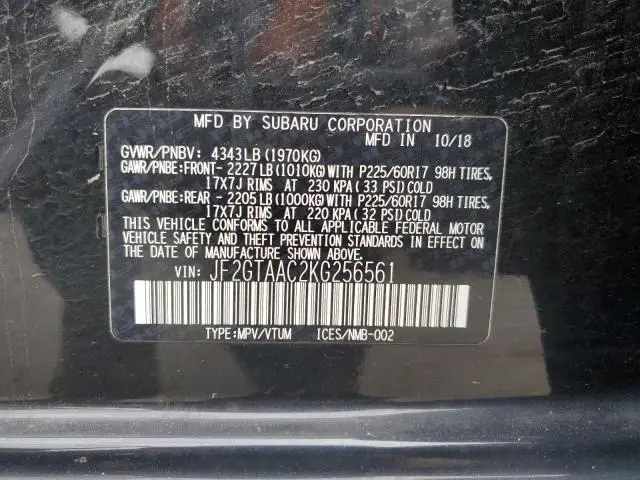 MFD BY SUBARU CORPORATION
MFD IN 10/18
GVWR/PNBV: 4343LB(1970KG)
GAWR/PNBE:FRONT- 2227LB(1010KG)WITH P225/60R17 98H TIRES,
17X7J RIMS AT 230 KPA(33 PSI)COLD
GAWR/PNBE:REAR - 2205LB(1000KG)WITH P225/60R17 98H TIRES,
17X7J RIMS AT 220 KPA(32 PSI)COLD
THIS VEHICLE CONFORMS TO ALL APPLICABLE FEDERAL MOTOR
VEHICLE SAFETY AND THEFT PREVENTION STANDARDS IN EFFECT
ON THE DATE OF MANUFACTURE SHOWN ABOVE.
VIN: JF2GTAAC2KG256561
TYPE:MPV/VTUM ICES/NMB-002